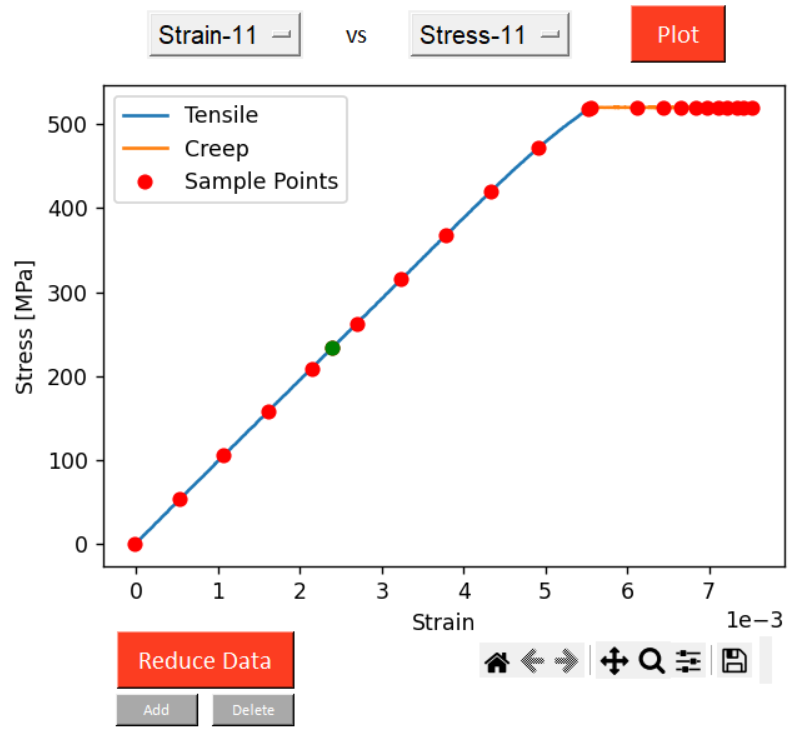 Strain-11 vs Stress-11 Plot
Tensile
Creep
Sample Points
500
400
300
200
100
0
Stress [MPa]
0 1 2 3 4 5 6 7
Strain
1e−3
Reduce Data
Add Delete